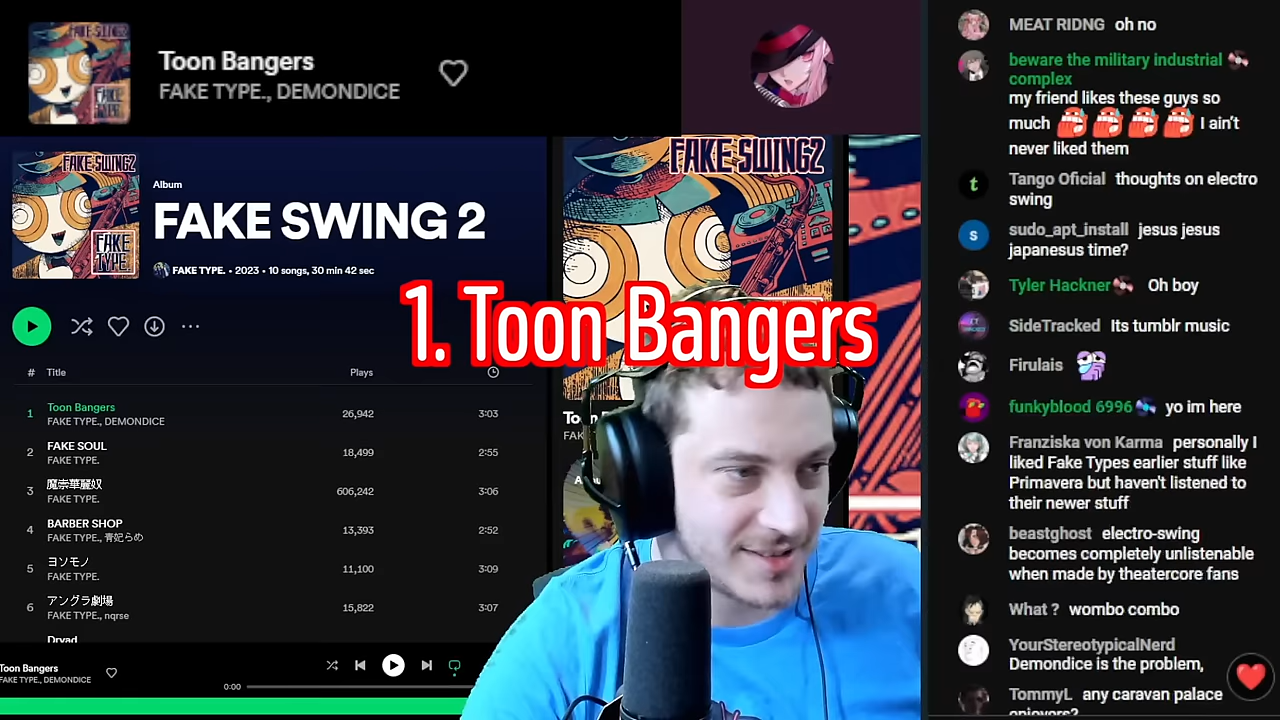 Toon Bangers
FAKE TYPE., DEMONDICE
FAKE SWING2
FAKE TYPE
Album
FAKE SWING 2
FAKE TYPE. • 2023 • 10 songs, 30 min 42 sec
1. Toon Bangers
# Title Plays
1 Toon Bangers 26,942 3:03
FAKE TYPE., DEMONDICE
2 FAKE SOUL 18,499 2:55
FAKE TYPE.
3 魔崇華麗奴 606,242 3:06
FAKE TYPE.
4 BARBER SHOP 13,393 2:52
FAKE TYPE., 青妃らめ
5 ヨソモノ 11,100 3:09
FAKE TYPE.
6 アングラ劇場 15,822 3:07
FAKE TYPE., nqrse
Dryad
Toon Bangers
FAKE TYPE., DEMONDICE
0:00
FAKE SWING2
MEAT RIDNG oh no
beware the military industrial
complex
my friend likes these guys so
much I ain't
never liked them
Tango Oficial thoughts on electro
swing
sudo_apt_install jesus jesus
japanesus time?
Tyler Hackner Oh boy
SideTracked Its tumblr music
Firulais
funkyblood 6996 yo im here
Franziska von Karma personally I
liked Fake Types earlier stuff like
Primavera but haven't listened to
their newer stuff
beastghost electro-swing
becomes completely unlistenable
when made by theatercore fans
What ? wombo combo
YourStereotypicalNerd
Demondice is the problem,
TommyL any caravan palace
enjoyers?